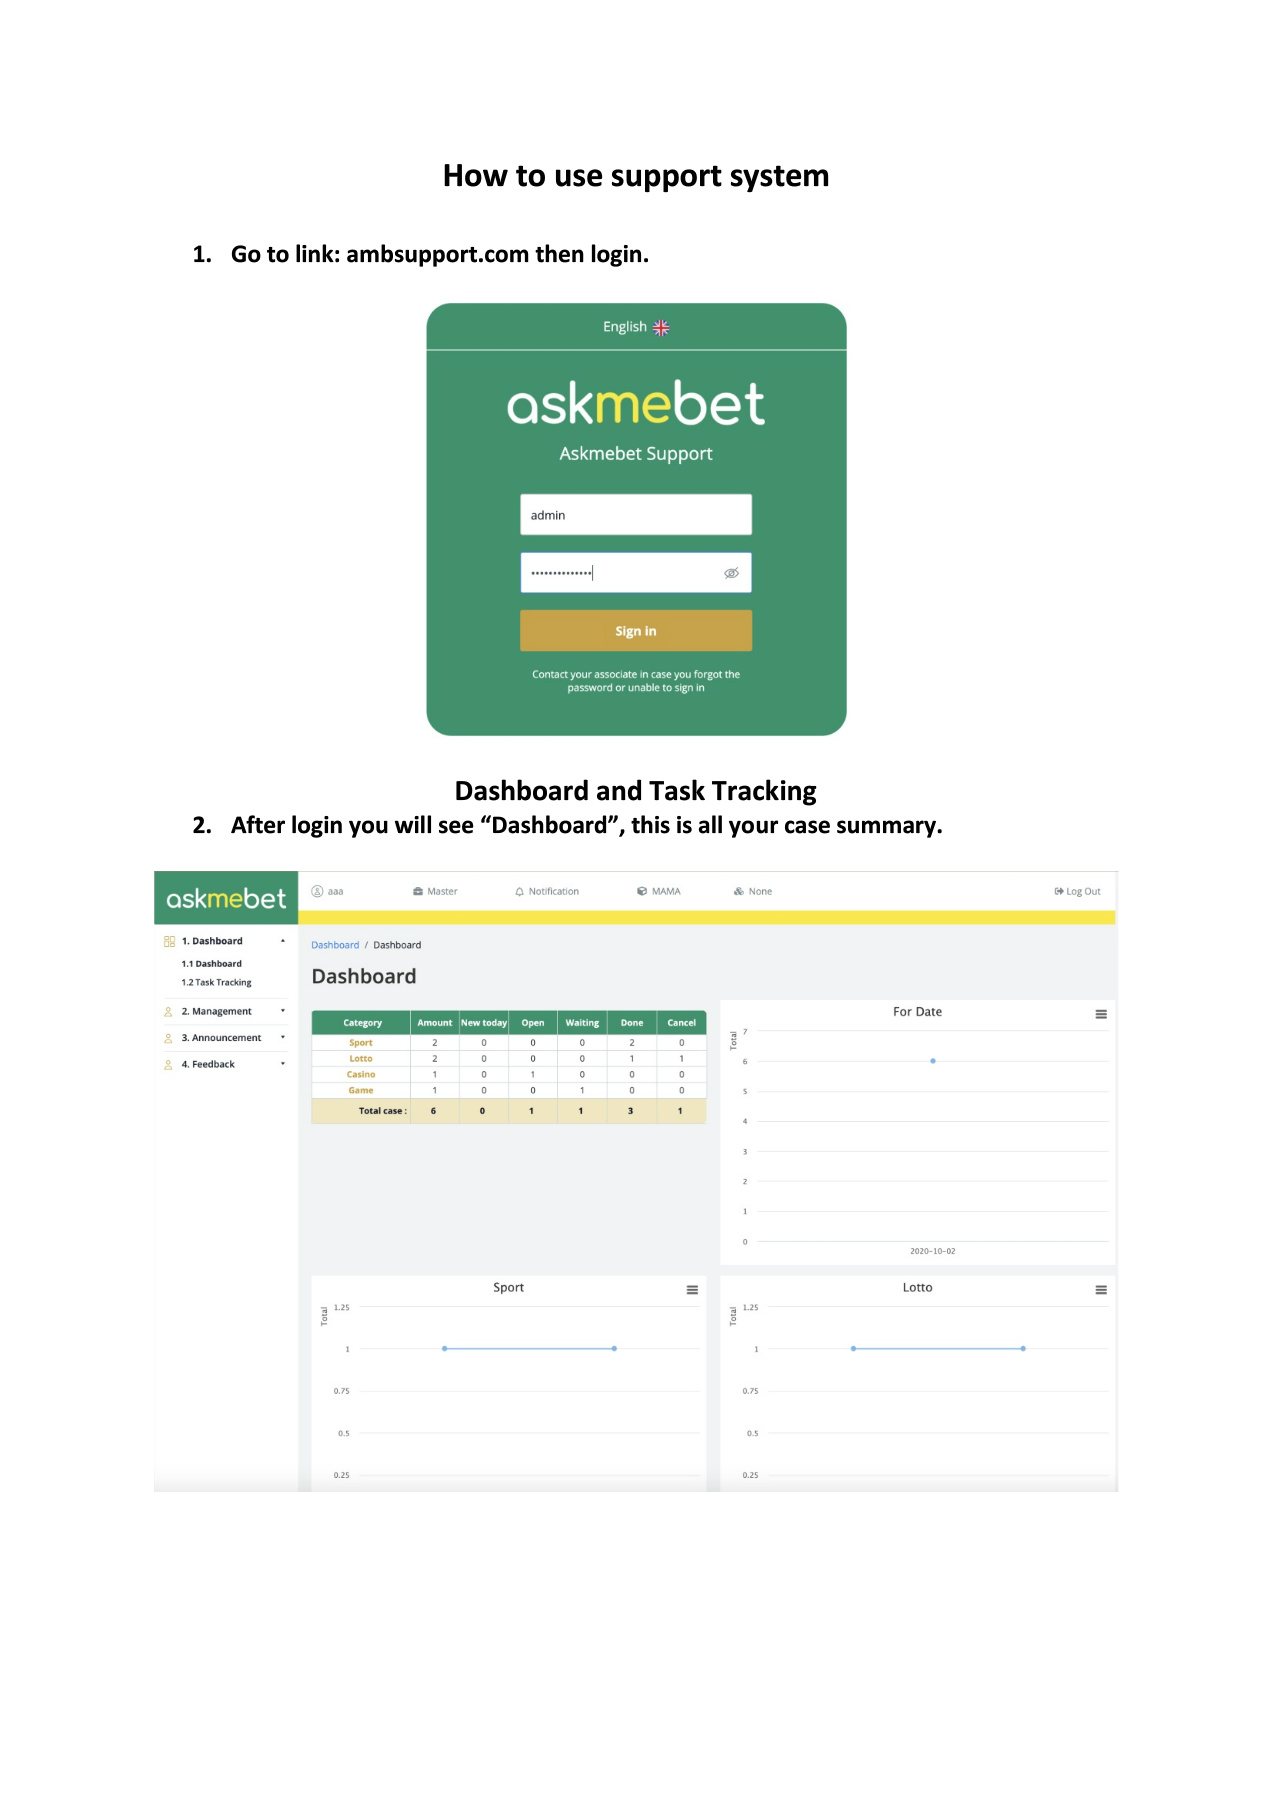 How to use support system
1. Go to link: ambsupport.com then login.
English
askmebet
Askmebet Support
admin
••••••••••••••
Sign in
Contact your associate in case you forgot the
password or unable to sign in
Dashboard and Task Tracking
2. After login you will see “Dashboard”, this is all your case summary.
askmebet
aaa Master Notification MAMA None Log Out
1. Dashboard
1.1 Dashboard
1.2 Task Tracking
2. Management
3. Announcement
4. Feedback
Dashboard / Dashboard
Dashboard
Category Amount New today Open Waiting Done Cancel
Sport 2 0 0 0 2 0
Lotto 2 0 0 0 1 1
Casino 1 0 1 0 0 0
Game 1 0 0 1 0 0
Total case : 6 0 1 1 3 1
For Date
Total
7
6
5
4
3
2
1
0
2020-10-02
Sport
Total
1.25
1
0.75
0.5
0.25
Lotto
Total
1.25
1
0.75
0.5
0.25